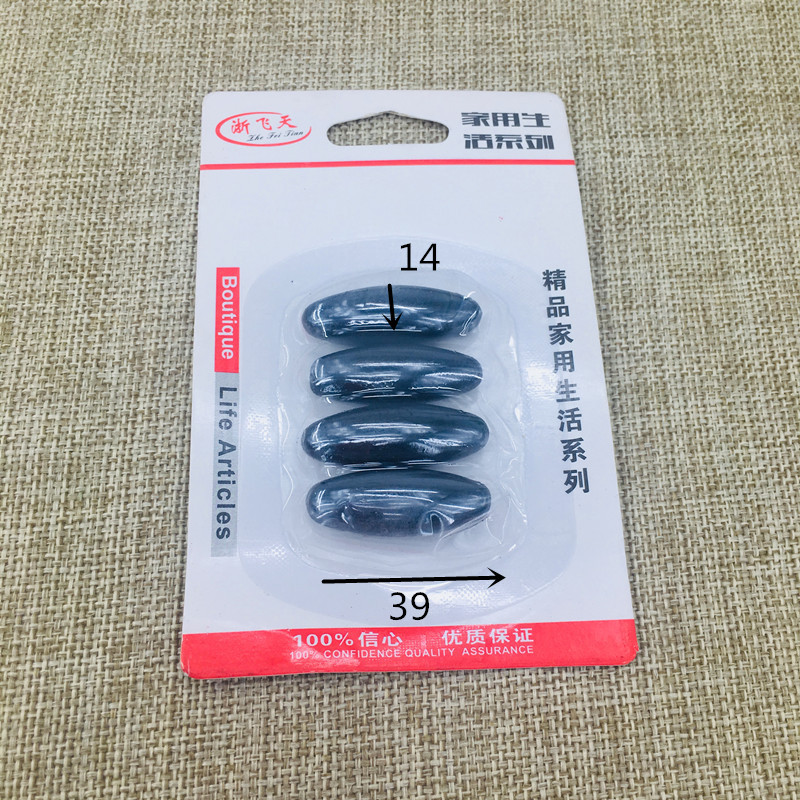 浙飞天
Zhe Fei Tian
家用生
活系列
14
Boutique
Life Articles
精品家用生活系列
39
100%信心 优质保证
100% CONFIDENCE QUALITY ASSURANCE